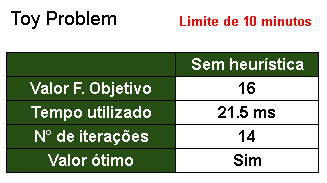 Toy Problem
Limite de 10 minutos
Sem heurística
Valor F. Objetivo 16
Tempo utilizado 21.5 ms
N° de iterações 14
Valor ótimo Sim